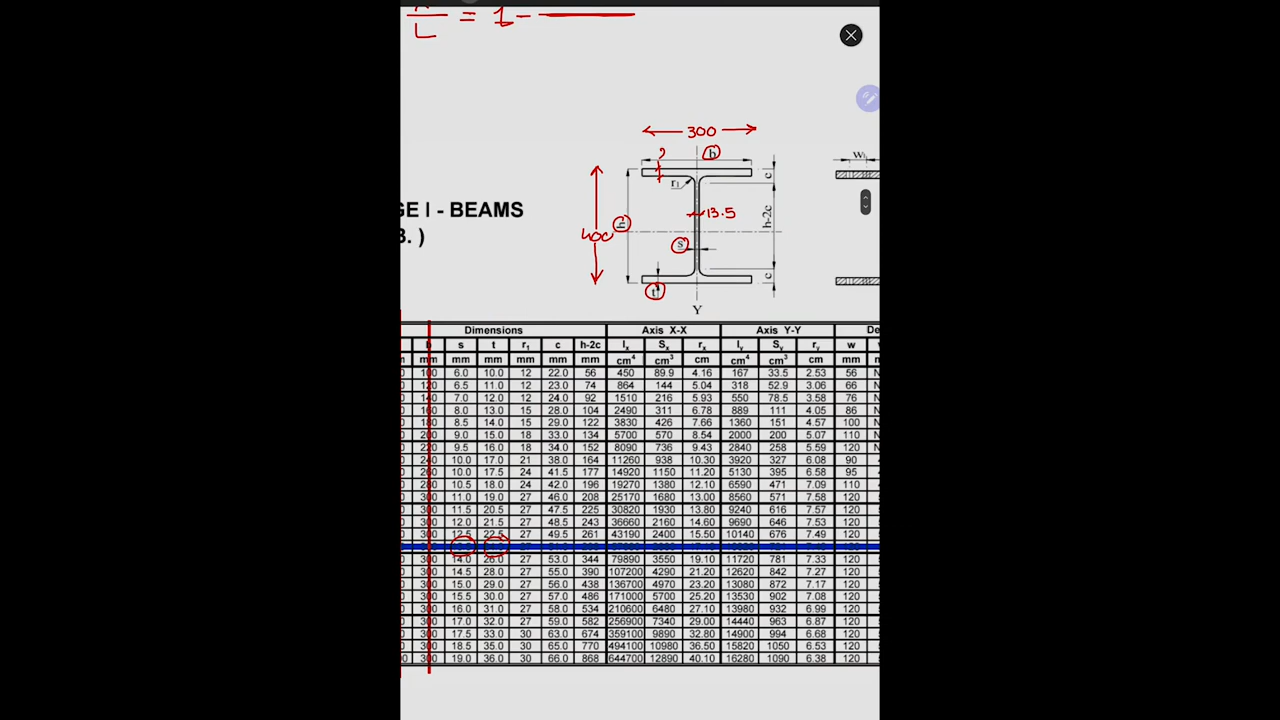 L = 1 -
300
?
b
c
W
r1
GE I - BEAMS
3. )
400
h
13.5
s
h-2c
t
c
Y
Dimensions Axis X-X Axis Y-Y De
b s t r1 c h-2c Ix Sx rx Iy Sy ry w
mm mm mm mm mm mm cm4 cm3 cm cm4 cm3 cm mm
100 6.0 10.0 12 22.0 56 450 89.9 4.16 167 33.5 2.53 56 N
120 6.5 11.0 12 23.0 74 864 144 5.04 318 52.9 3.06 66 N
140 7.0 12.0 12 24.0 92 1510 216 5.93 550 78.5 3.58 76 N
160 8.0 13.0 15 28.0 104 2490 311 6.78 889 111 4.05 86 N
180 8.5 14.0 15 29.0 122 3830 426 7.66 1360 151 4.57 100 N
200 9.0 15.0 18 33.0 134 5700 570 8.54 2000 200 5.07 110 N
220 9.5 16.0 18 34.0 152 8090 736 9.43 2840 258 5.59 120 N
240 10.0 17.0 21 38.0 164 11260 938 10.30 3920 327 6.08 90
260 10.0 17.5 24 41.5 177 14920 1150 11.20 5130 395 6.58 95
280 10.5 18.0 24 42.0 196 19270 1380 12.10 6590 471 7.09 110
300 11.0 19.0 27 46.0 208 25170 1680 13.00 8560 571 7.58 120
300 11.5 20.5 27 47.5 225 30820 1930 13.80 9240 616 7.57 120
300 12.0 21.5 27 48.5 243 36660 2160 14.60 9690 646 7.53 120
300 12.5 22.5 27 49.5 261 43190 2400 15.50 10140 676 7.49 120
300 14.0 26.0 27 53.0 344 79890 3550 19.10 11720 781 7.33 120
300 14.5 28.0 27 55.0 390 107200 4290 21.20 12620 842 7.27 120
300 15.0 29.0 27 56.0 438 136700 4970 23.20 13080 872 7.17 120
300 15.5 30.0 27 57.0 486 171000 5700 25.20 13530 902 7.08 120
300 16.0 31.0 27 58.0 534 210600 6480 27.10 13980 932 6.99 120
300 17.0 32.0 27 59.0 582 256900 7340 29.00 14440 963 6.87 120
300 17.5 33.0 30 63.0 674 359100 9890 32.80 14900 994 6.68 120
300 18.5 35.0 30 65.0 770 494100 10980 36.50 15820 1050 6.53 120
300 19.0 36.0 30 66.0 868 644700 12890 40.10 16280 1090 6.38 120